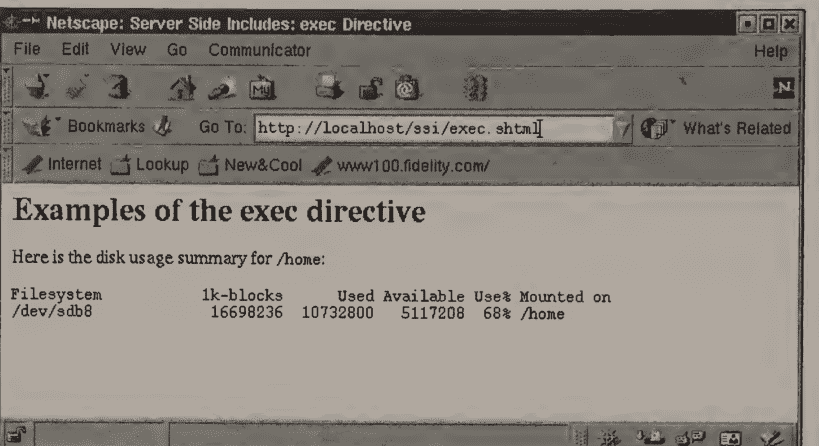 Netscape: Server Side Includes: exec Directive
File Edit View Go Communicator Help
My
N
Bookmarks Go To: http://localhost/ssi/exec.shtml What's Related
Internet Lookup New&Cool www100.fidelity.com/
Examples of the exec directive
Here is the disk usage summary for /home:
Filesystem 1k-blocks Used Available Use% Mounted on
/dev/sdb8 16698236 10732800 5117208 68% /home